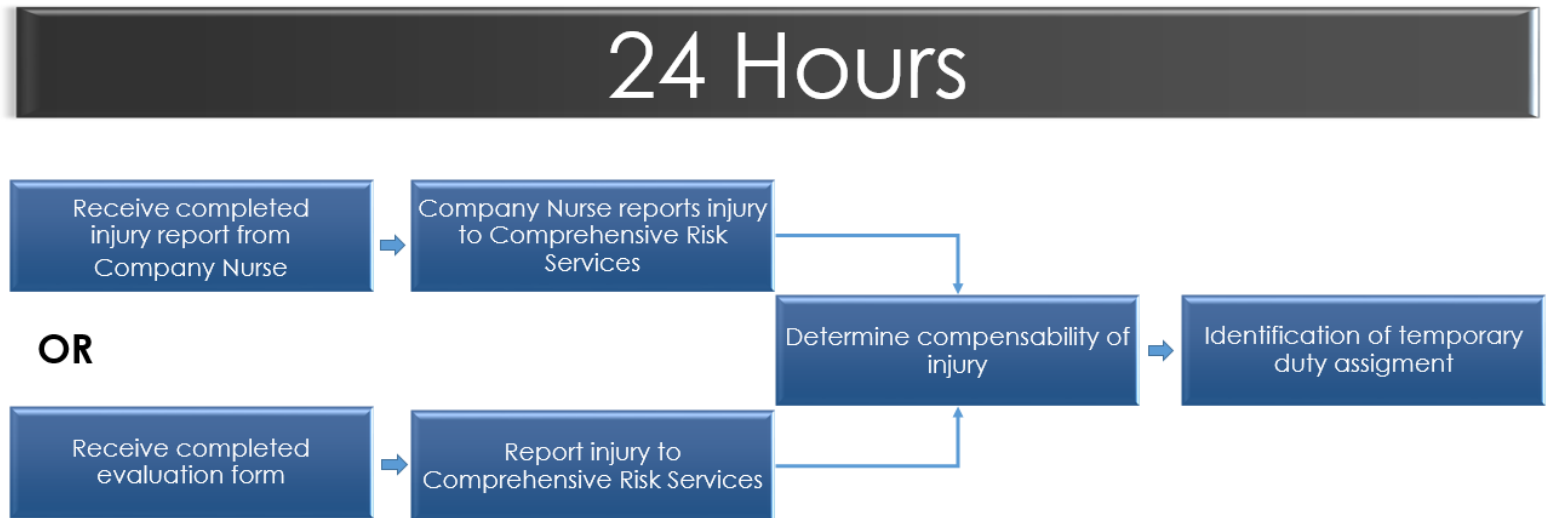 24 Hours
Receive completed
injury report from
Company Nurse
Company Nurse reports injury
to Comprehensive Risk
Services
OR
Determine compensability of
injury
Identification of temporary
duty assigment
Receive completed
evaluation form
Report injury to
Comprehensive Risk Services